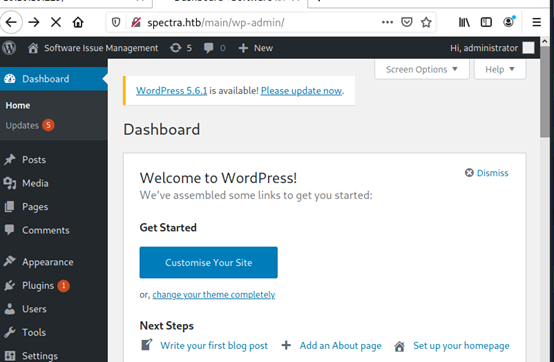 spectra.htb/main/wp-admin/
Software Issue Management 5 0 New Hi, administrator
Screen Options Help
Dashboard
Home
Updates 5
Posts
Media
Pages
Comments
Appearance
Plugins 1
Users
Tools
Settings
WordPress 5.6.1 is available! Please update now.
Dashboard
Welcome to WordPress!
Dismiss
We've assembled some links to get you started:
Get Started
Customise Your Site
or, change your theme completely
Next Steps
Write your first blog post
Add an About page
Set up your homepage